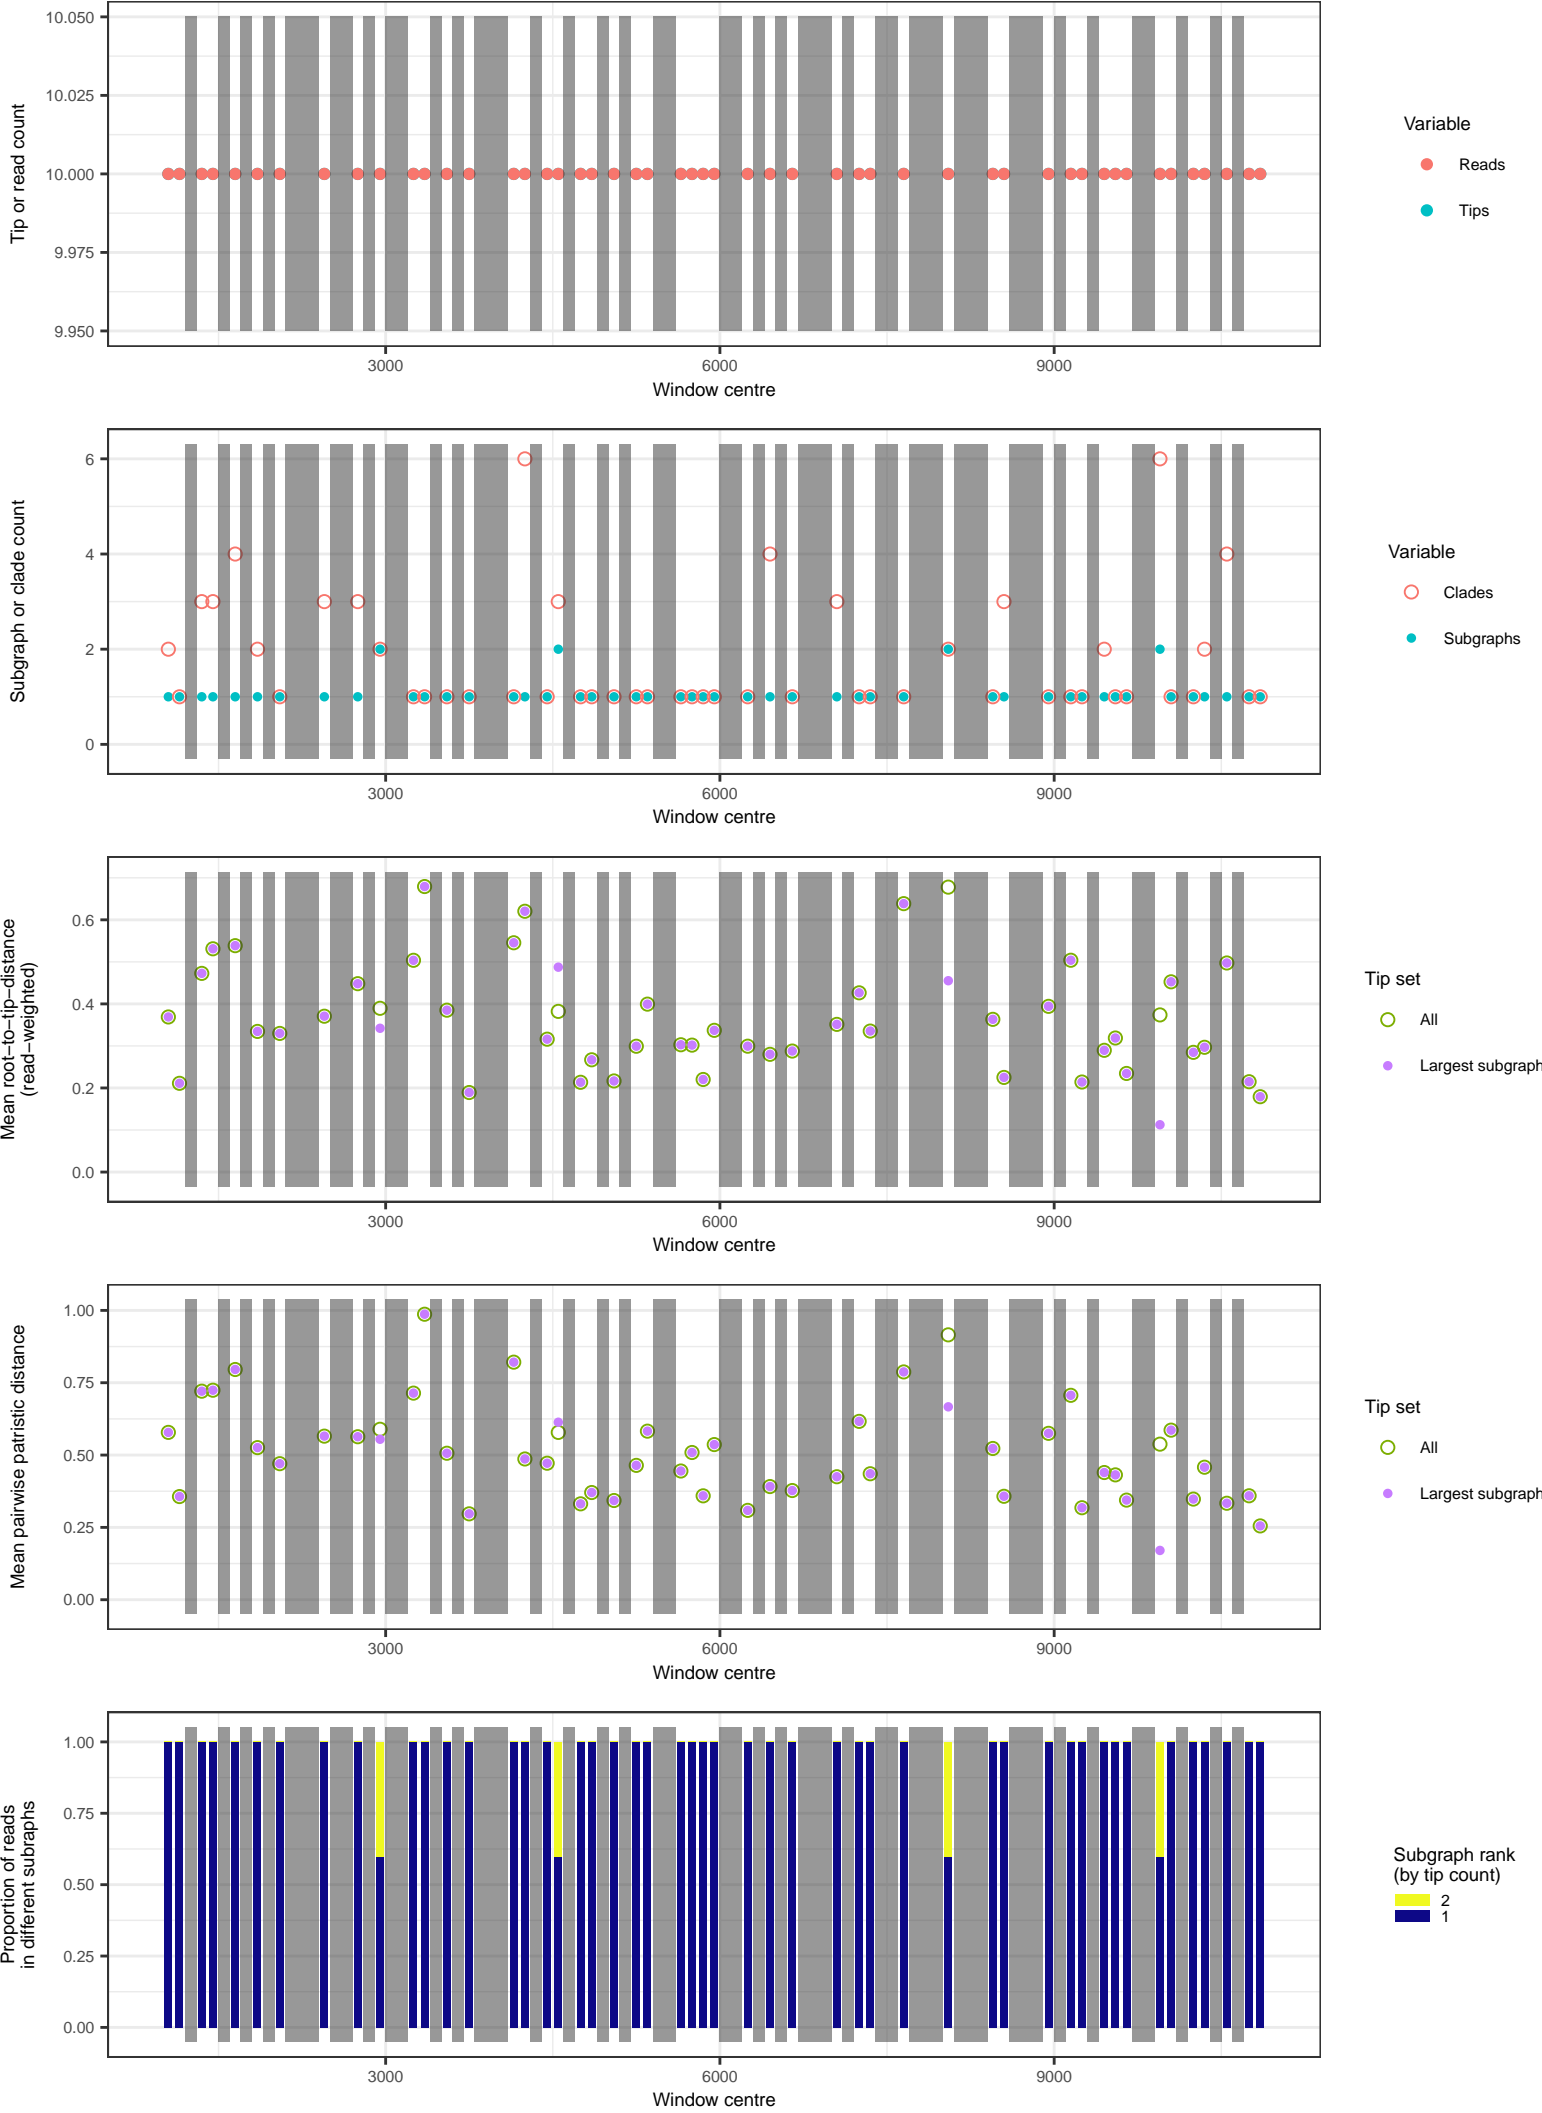 10.050
10.025
10.000
9.975
9.950
Tip or read count
3000
6000
9000
Window centre
Variable
Reads
Tips
6
4
2
0
Subgraph or clade count
3000
6000
9000
Window centre
Variable
Clades
Subgraphs
0.6
0.4
0.2
0.0
Mean root−to−tip−distance
(read−weighted)
3000
6000
9000
Window centre
Tip set
All
Largest subgraph
1.00
0.75
0.50
0.25
0.00
Mean pairwise patristic distance
3000
6000
9000
Window centre
Tip set
All
Largest subgraph
1.00
0.75
0.50
0.25
0.00
Proportion of reads
in different subraphs
3000
6000
9000
Window centre
Subgraph rank
(by tip count)
2
1